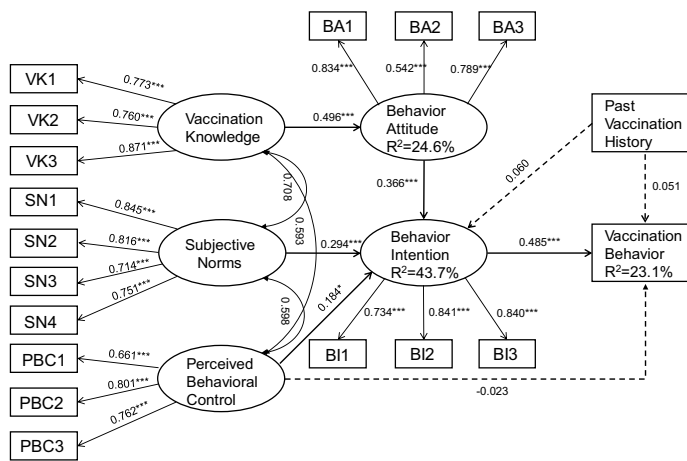 BA1
BA2
BA3
VK1
VK2
VK3
0.773***
0.760***
0.871***
Vaccination
Knowledge
0.496***
0.834***
0.542***
0.789***
Behavior
Attitude
R²=24.6%
Past
Vaccination
History
0.708
0.593
0.366***
0.060
0.051
SN1
SN2
SN3
SN4
0.845***
0.816***
0.714***
0.751***
Subjective
Norms
0.294***
Behavior
Intention
R²=43.7%
0.485***
Vaccination
Behavior
R²=23.1%
0.598
0.184*
0.734***
0.841***
0.840***
BI1
BI2
BI3
PBC1
PBC2
PBC3
0.661***
0.801***
0.762***
Perceived
Behavioral
Control
-0.023